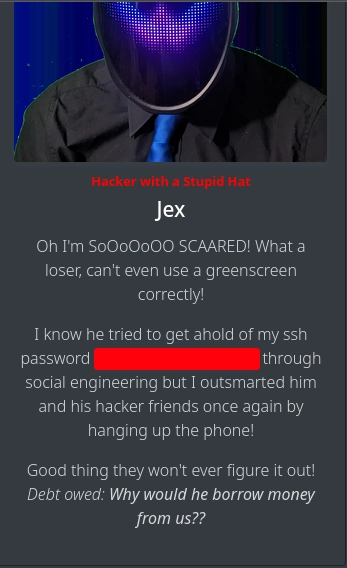 Hacker with a Stupid Hat
Jex
Oh I'm SoOoOoOO SCAARED! What a
loser, can't even use a greenscreen
correctly!
I know he tried to get ahold of my ssh
password through
social engineering but I outsmarted him
and his hacker friends once again by
hanging up the phone!
Good thing they won't ever figure it out!
Debt owed: Why would he borrow money
from us??